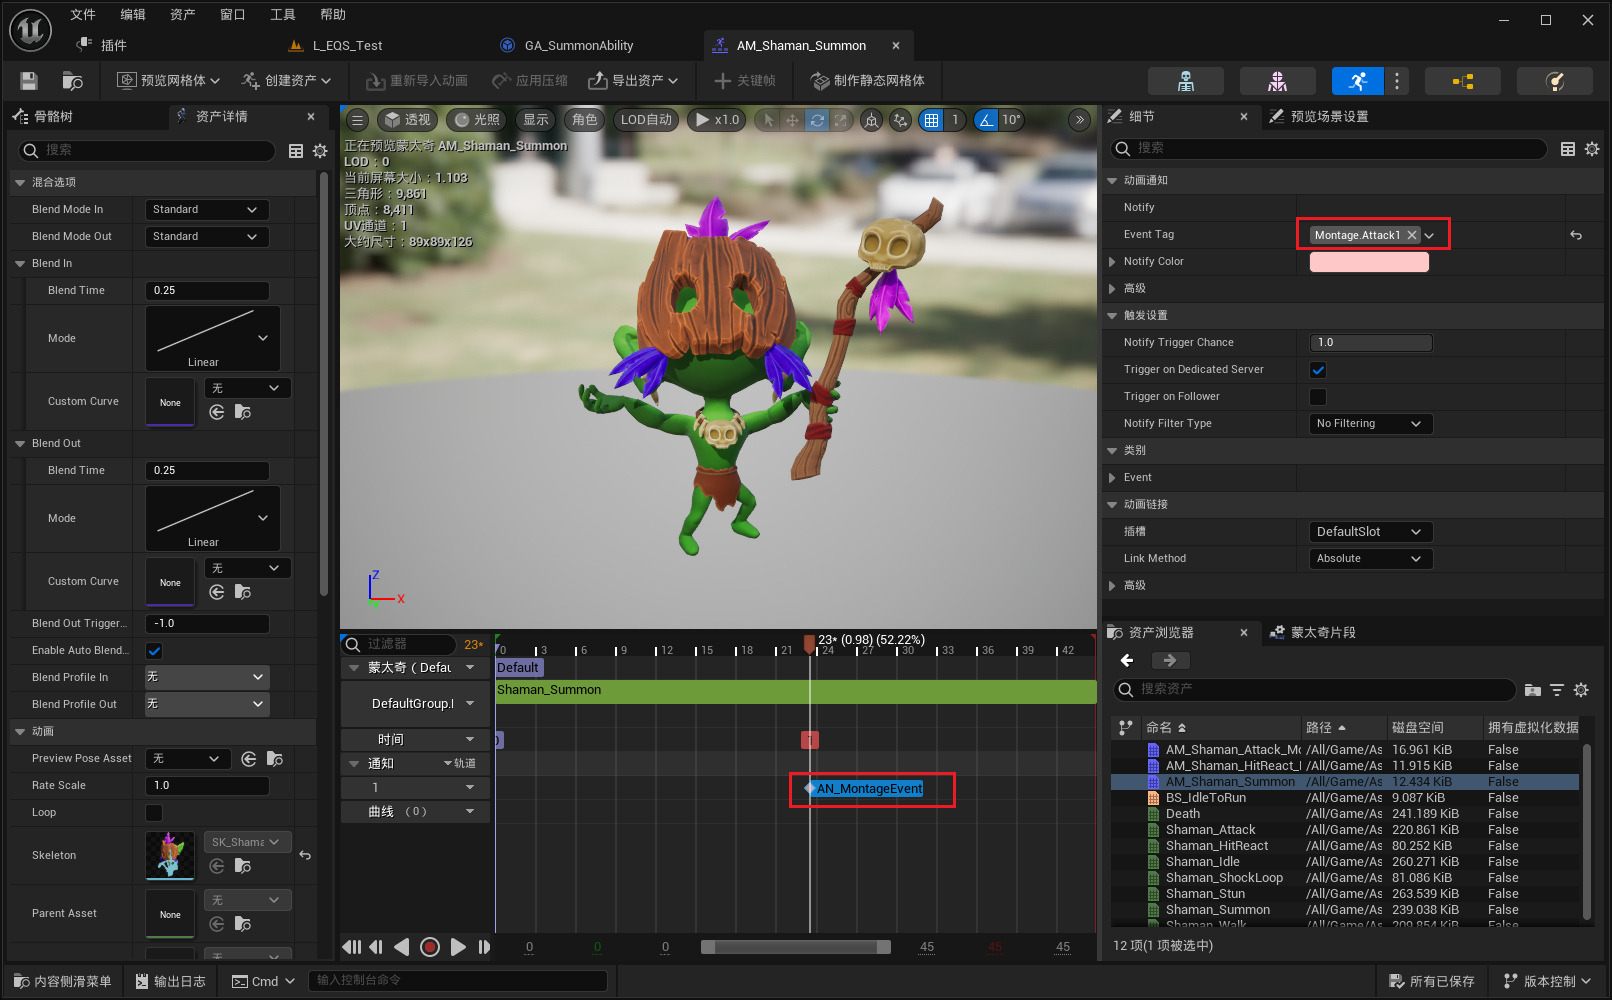 文件 编辑 资产 窗口 工具 帮助
插件 L_EQS_Test GA_SummonAbility AM_Shaman_Summon
预览网格体 创建资产 重新导入动画 应用压缩 导出资产 关键帧 制作静态网格体
骨骼树 资产详情
搜索
混合选项
Blend Mode In Standard
Blend Mode Out Standard
Blend In
Blend Time 0.25
Mode Linear
Custom Curve None 无
Blend Out
Blend Time 0.25
Mode Linear
Custom Curve None 无
Blend Out Trigger... -1.0
Enable Auto Blend...
Blend Profile In 无
Blend Profile Out 无
动画
Preview Pose Asset 无
Rate Scale 1.0
Loop
Skeleton SK_Shama
Parent Asset None 无
透视 光照 显示 角色 LOD自动 x1.0 1 10°
正在预览蒙太奇 AM_Shaman_Summon
LOD：0
当前屏幕大小：1.103
三角形：9,861
顶点：8,411
UV通道：1
大约尺寸：89x89x126
Z
X
Y
过滤器 23*
23* (0.98) (52.22%)
0 3 6 9 12 15 18 21 24 27 30 33 36 39 42
蒙太奇 ( Defau Default
Shaman_Summon
DefaultGroup.I
时间 0 1
通知 轨道
1 AN_MontageEvent
曲线 （0）
0 0 0 45 45 45
细节 预览场景设置
搜索
动画通知
Notify
Event Tag Montage.Attack1
Notify Color
高级
触发设置
Notify Trigger Chance 1.0
Trigger on Dedicated Server
Trigger on Follower
Notify Filter Type No Filtering
类别
Event
动画链接
插槽 DefaultSlot
Link Method Absolute
高级
资产浏览器 蒙太奇片段
搜索资产
命名 路径 磁盘空间 拥有虚拟化数据
AM_Shaman_Attack_Mo /All/Game/As 16.961 KiB False
AM_Shaman_HitReact_I /All/Game/As 11.915 KiB False
AM_Shaman_Summon /All/Game/As 12.434 KiB False
BS_IdleToRun /All/Game/As 9.087 KiB False
Death /All/Game/As 241.189 KiB False
Shaman_Attack /All/Game/As 220.861 KiB False
Shaman_HitReact /All/Game/As 80.252 KiB False
Shaman_Idle /All/Game/As 260.271 KiB False
Shaman_ShockLoop /All/Game/As 81.086 KiB False
Shaman_Stun /All/Game/As 263.539 KiB False
Shaman_Summon /All/Game/As 239.038 KiB False
Shaman_Walk /All/Game/As 209.854 KiB False
12 项(1 项被选中)
内容侧滑菜单 输出日志 Cmd 输入控制台命令 所有已保存 版本控制